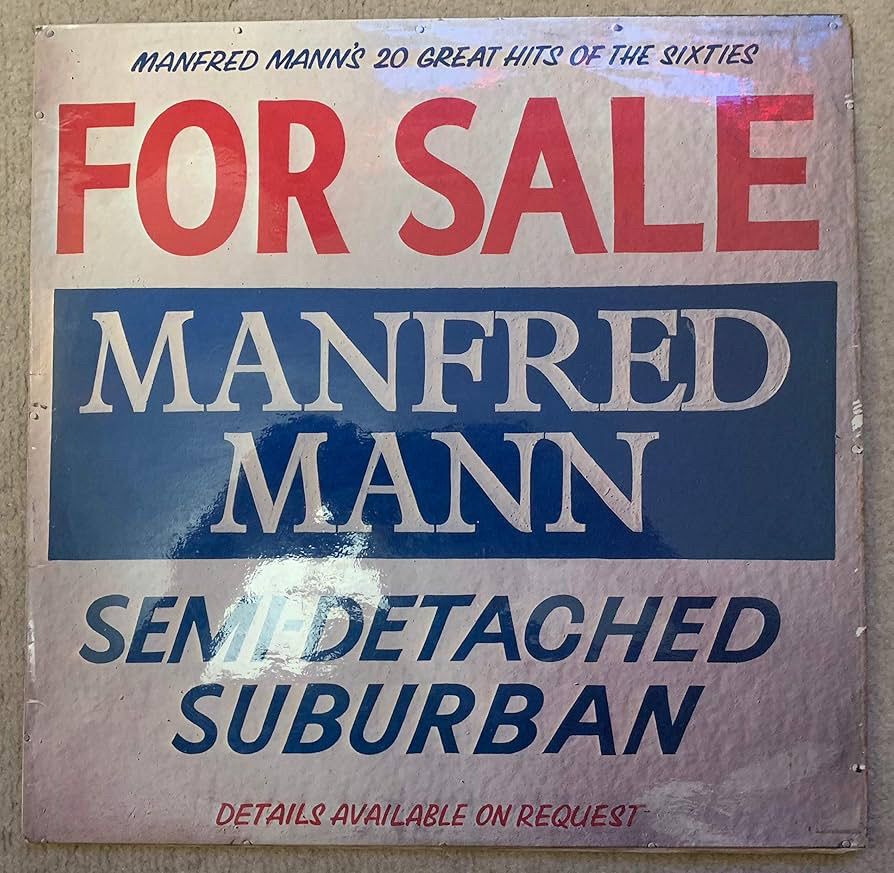 MANFRED MANN'S 20 GREAT HITS OF THE SIXTIES
FOR SALE
MANFRED
MANN
SEMI-DETACHED
SUBURBAN
DETAILS AVAILABLE ON REQUEST